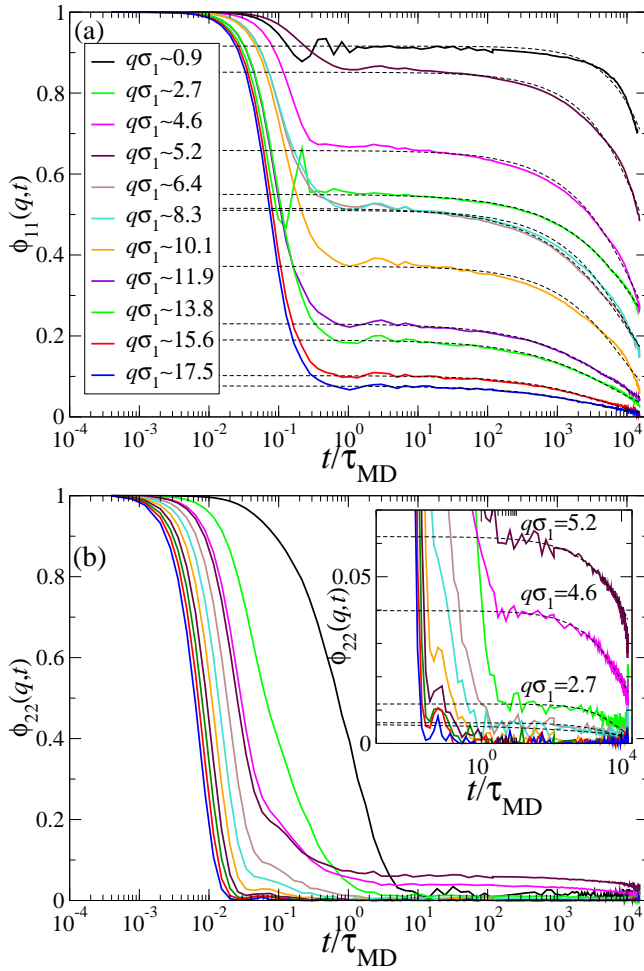 (a)
1
0.8
0.6
0.4
0.2
0
ϕ₁₁(q,t)
qσ₁~0.9
qσ₁~2.7
qσ₁~4.6
qσ₁~5.2
qσ₁~6.4
qσ₁~8.3
qσ₁~10.1
qσ₁~11.9
qσ₁~13.8
qσ₁~15.6
qσ₁~17.5
10⁻⁴ 10⁻³ 10⁻² 10⁻¹ 10⁰ 10¹ 10² 10³ 10⁴
t/τ_MD
(b)
1
0.8
0.6
0.4
0.2
0
ϕ₂₂(q,t)
qσ₁=5.2
qσ₁=4.6
qσ₁=2.7
0.05
0
ϕ₂₂(q,t)
10⁰ 10⁴
t/τ_MD
10⁻⁴ 10⁻³ 10⁻² 10⁻¹ 10⁰ 10¹ 10² 10³ 10⁴
t/τ_MD